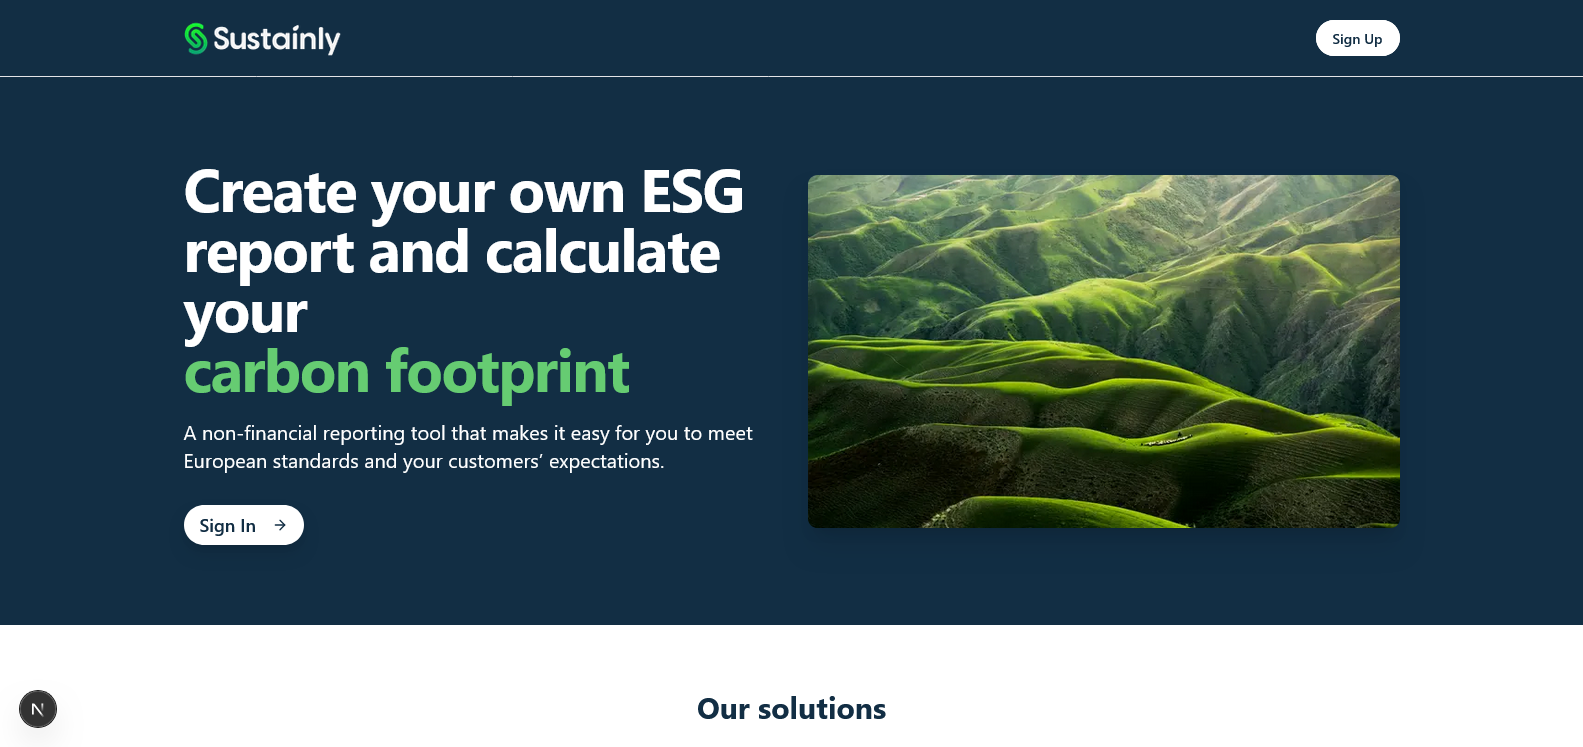 Sustainly
Sign Up
Create your own ESG
report and calculate
your
carbon footprint
A non-financial reporting tool that makes it easy for you to meet
European standards and your customers’ expectations.
Sign In
Our solutions
N